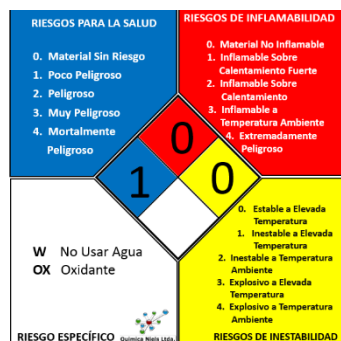 RIESGOS PARA LA SALUD
0. Material Sin Riesgo
1. Poco Peligroso
2. Peligroso
3. Muy Peligroso
4. Mortalmente
Peligroso
RIESGOS DE INFLAMABILIDAD
0. Material No Inflamable
1. Inflamable Sobre
Calentamiento Fuerte
2. Inflamable Sobre
Calentamiento
3. Inflamable a
Temperatura Ambiente
4. Extremadamente
Peligroso
0
1
0
W No Usar Agua
OX Oxidante
RIESGO ESPECÍFICO
Química Niels Ltda.
0. Estable a Elevada
Temperatura
1. Inestable a Elevada
Temperatura
2. Inestable a Temperatura
Ambiente
3. Explosivo a Elevada
Temperatura
4. Explosivo a Temperatura
Ambiente
RIESGOS DE INESTABILIDAD